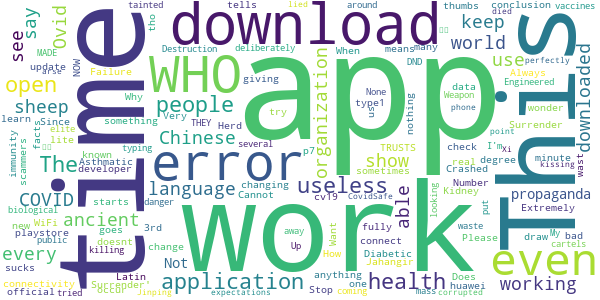 tainted tho tells lied around thumbs conclusion vaccines
Ovid say see download keep MADE Destruction deliberately many died perfectly
update NOW Failure When means world arse
time WHO app This
open sheep Since Why giving None DND data Weapon use downloaded Always Engineered
learn something Very people organization try type1 us nothing phone wonder Surrender
immunity facts elite lite THEY Herd Chinese error p7 show sometimes TRUSTS check real point I'm Xi degree minute
scammers The known typing several changing language useless able Crashed kissing wast
COVID Asthmatic developer Cannot cv19 CovidSafe Number Kidney propaganda
biological starts danger away work fully looking put Extremely
new WiFi ancient goes 3rd Up connect Diabetic waste My bad
playstore public doesnt change Want Jahangir Please draw cartels
every killing Not How anything Does even
sucks Latin application one health huawei working
connectivity Surrender' occur expectations Stop mass corrupted
official tried Jinping coming